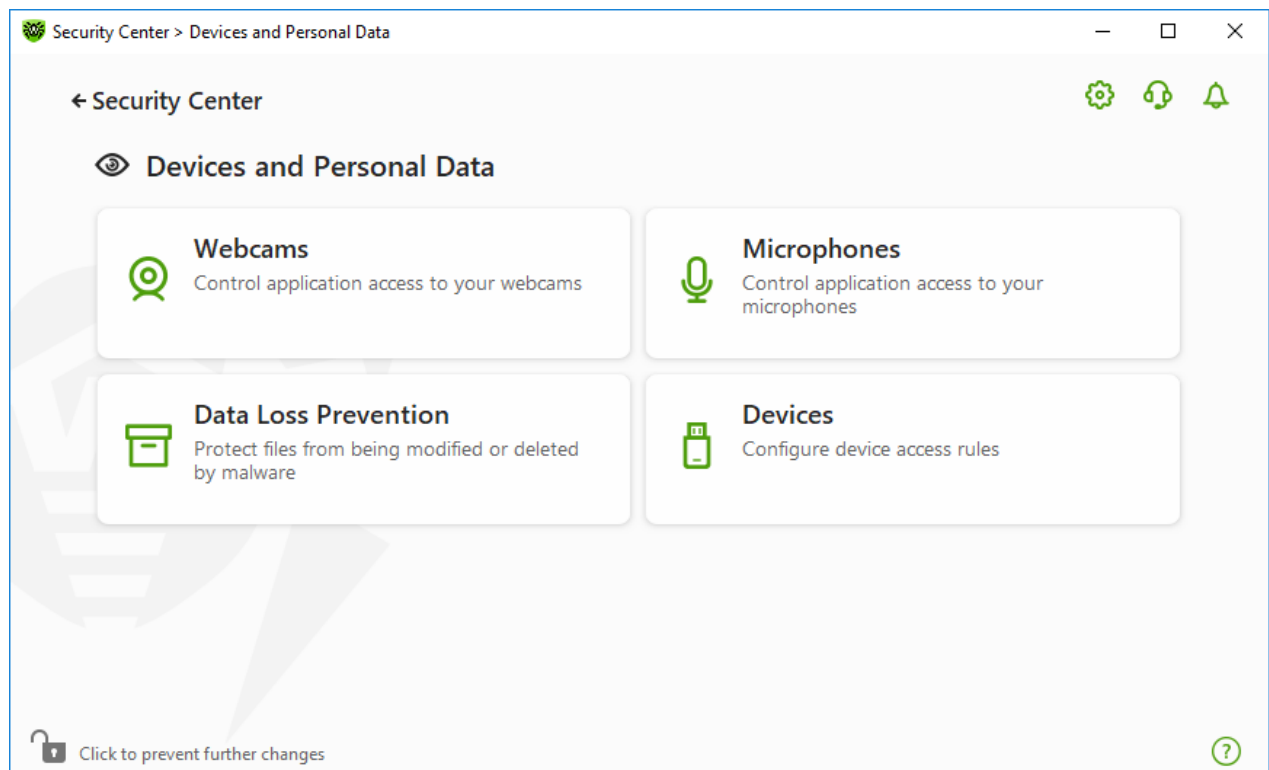 Security Center > Devices and Personal Data
Security Center
Devices and Personal Data
Webcams
Control application access to your webcams
Microphones
Control application access to your
microphones
Data Loss Prevention
Protect files from being modified or deleted
by malware
Devices
Configure device access rules
Click to prevent further changes
?